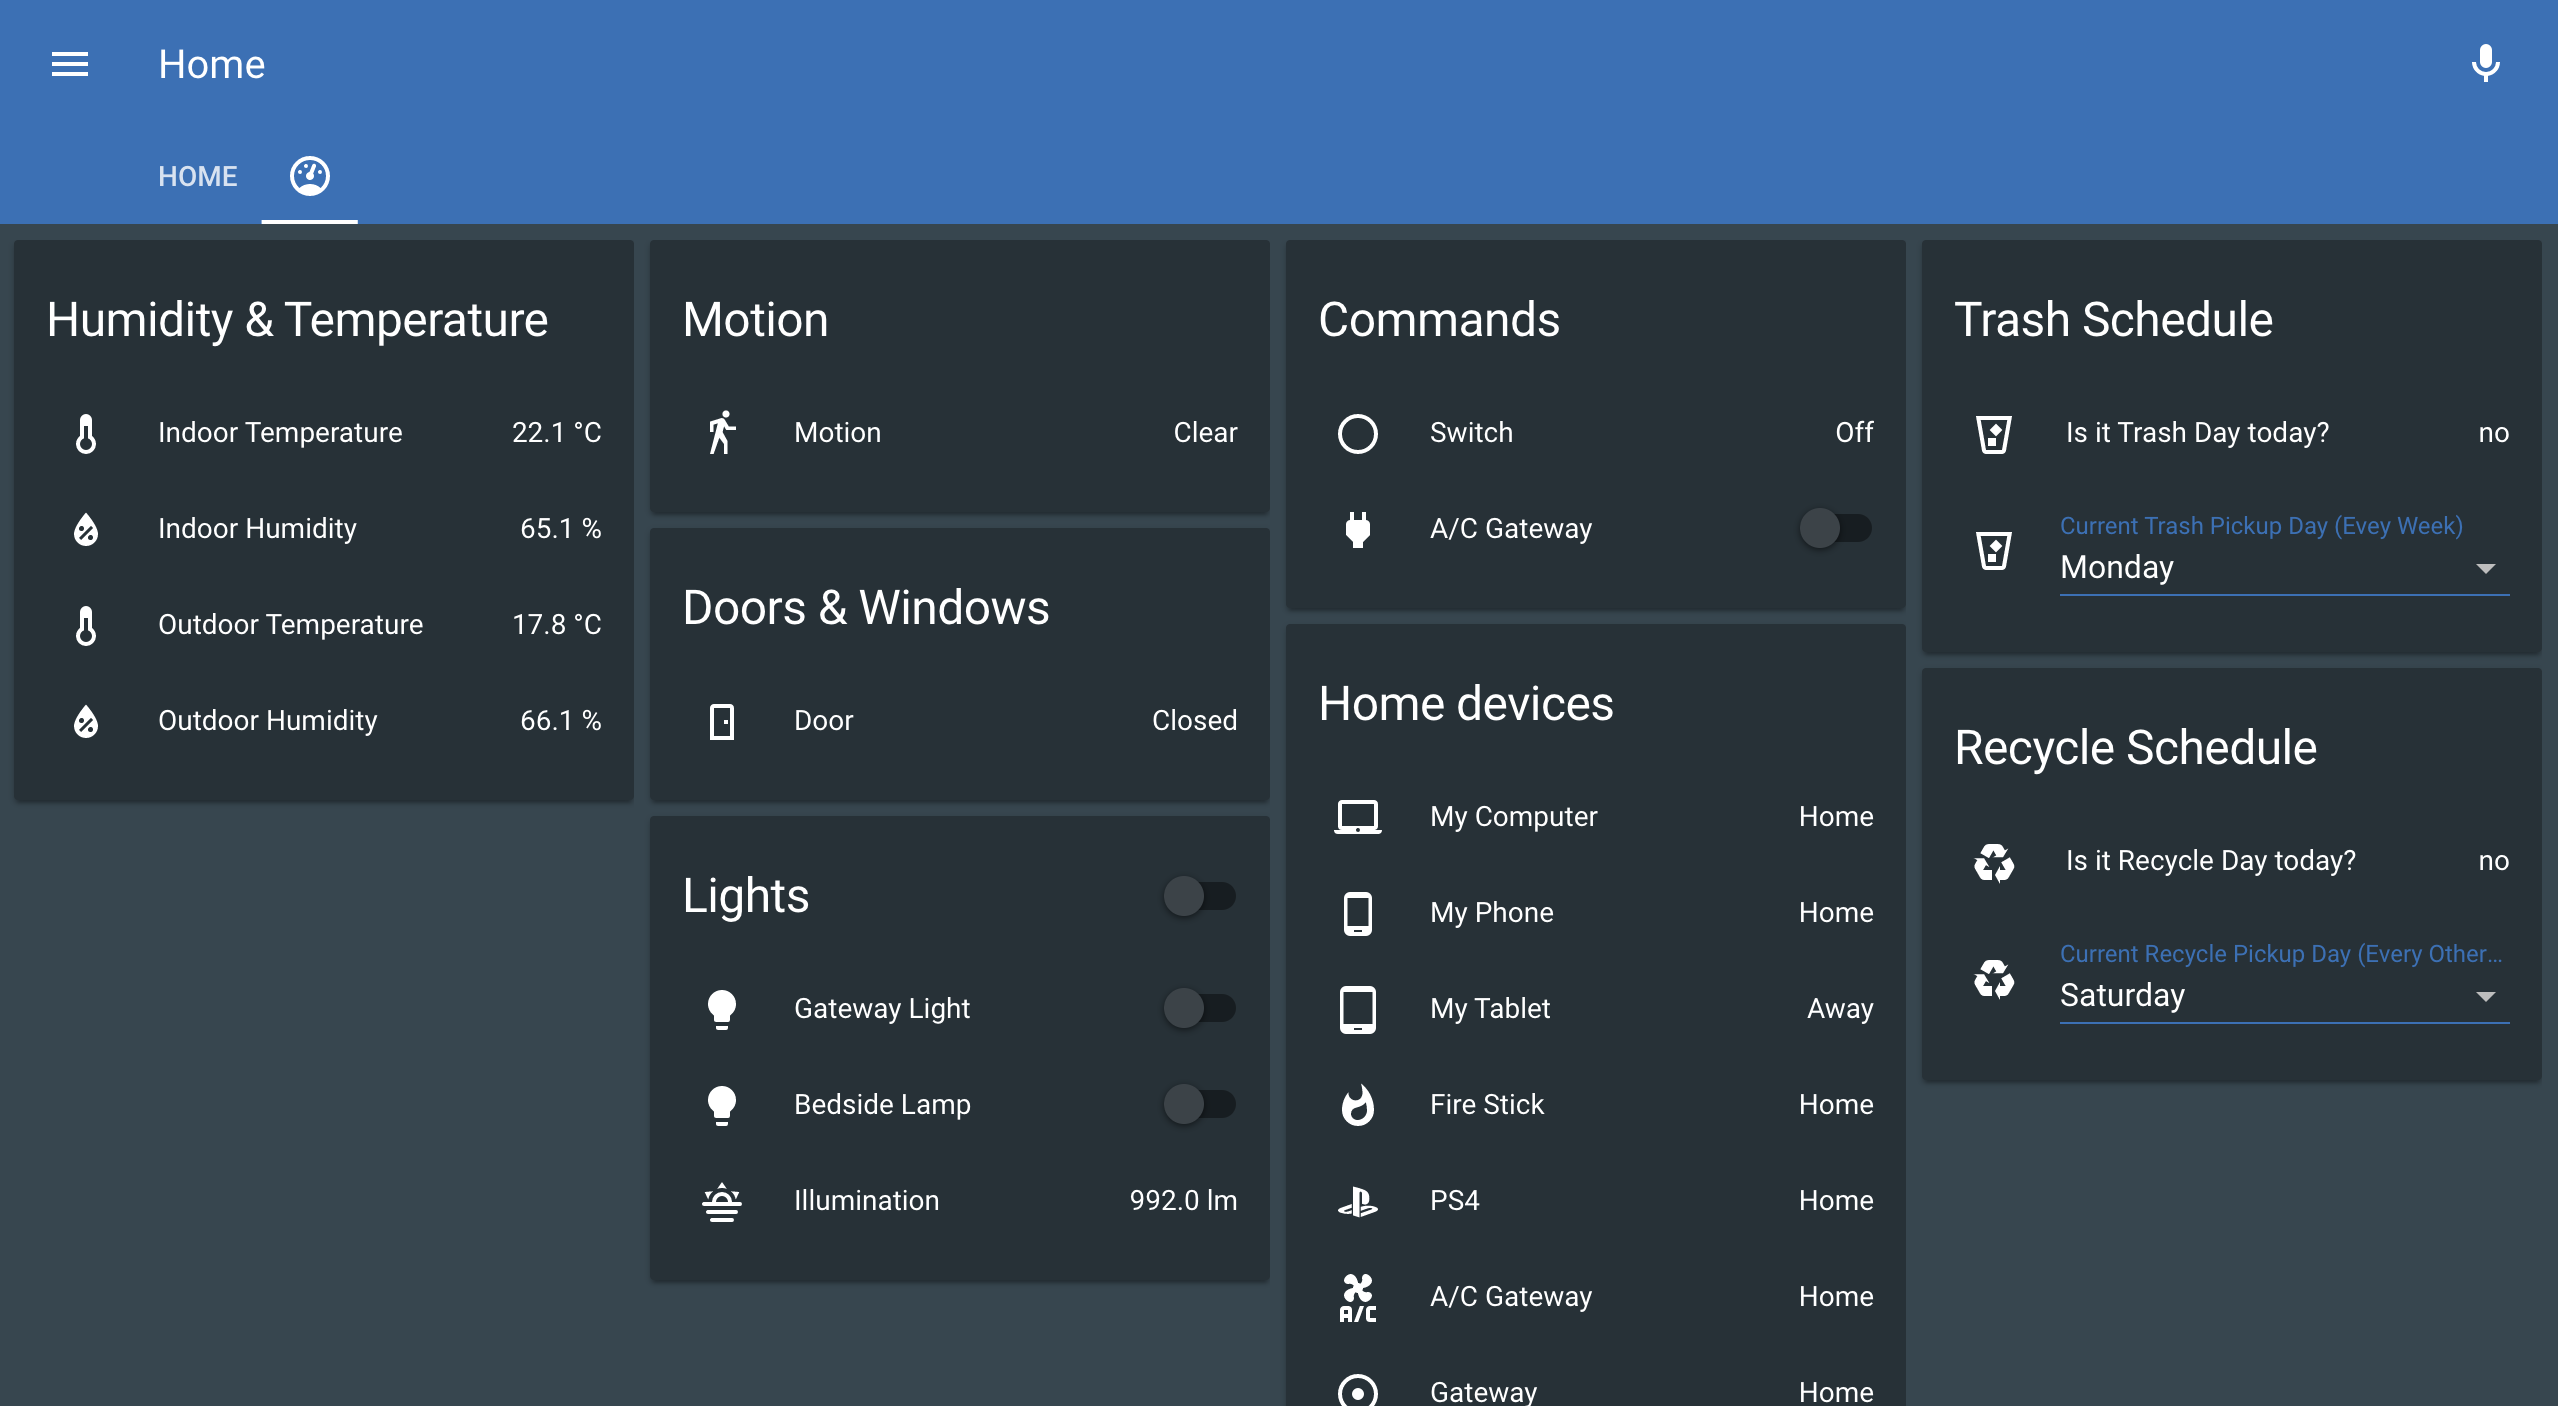 Home
HOME
Humidity & Temperature
Indoor Temperature 22.1 °C
Indoor Humidity 65.1 %
Outdoor Temperature 17.8 °C
Outdoor Humidity 66.1 %
Motion
Motion Clear
Doors & Windows
Door Closed
Lights
Gateway Light
Bedside Lamp
Illumination 992.0 lm
Commands
Switch Off
A/C Gateway
Home devices
My Computer Home
My Phone Home
My Tablet Away
Fire Stick Home
PS4 Home
A/C
A/C Gateway Home
Gateway Home
Trash Schedule
Is it Trash Day today? no
Current Trash Pickup Day (Evey Week)
Monday
Recycle Schedule
Is it Recycle Day today? no
Current Recycle Pickup Day (Every Other...
Saturday